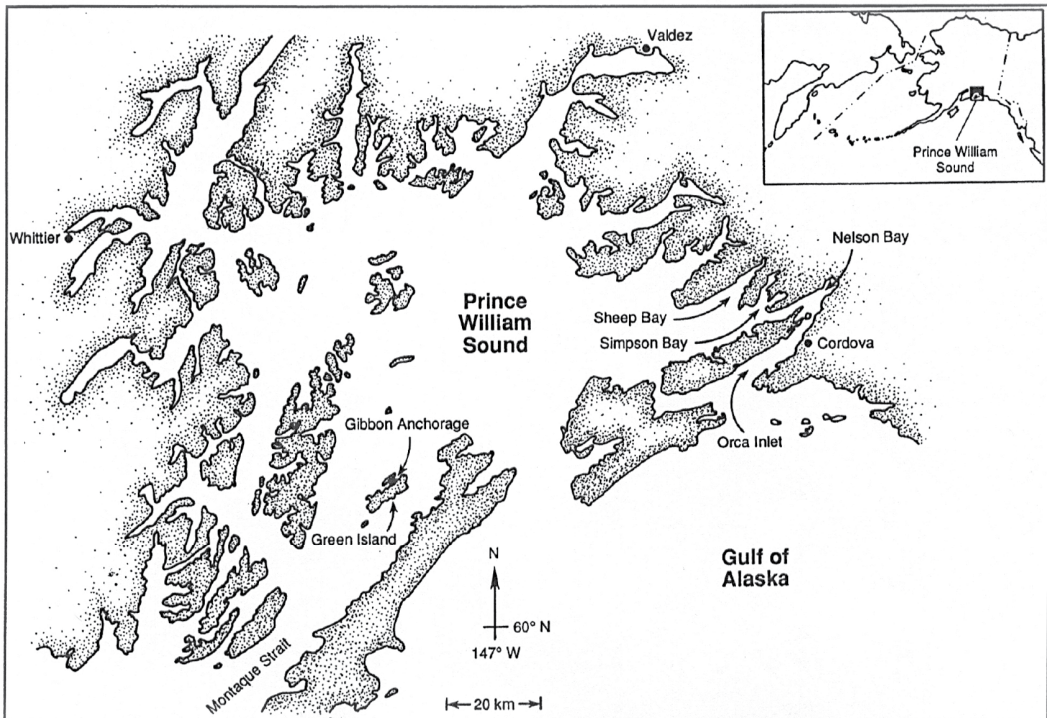 Valdez
Prince William
Sound
Whittier
Nelson Bay
Prince
William
Sound
Sheep Bay
Simpson Bay
Cordova
Gibbon Anchorage
Orca Inlet
Green Island
N
Gulf of
Alaska
60° N
147° W
Montaque Strait
20 km